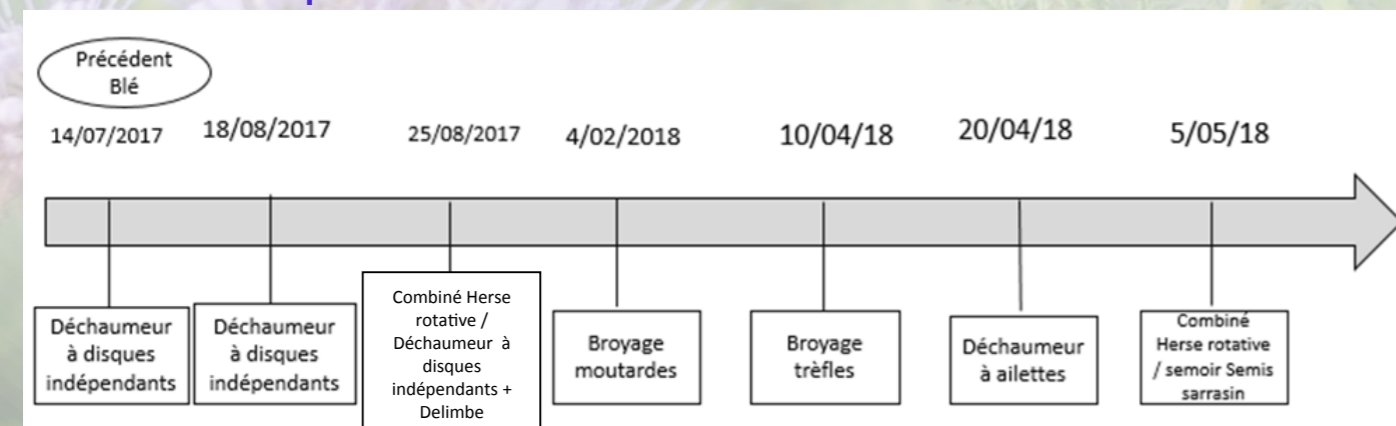 Précédent
Blé
14/07/2017
18/08/2017
25/08/2017
4/02/2018
10/04/18
20/04/18
5/05/18
Déchaumeur
à disques
indépendants
Déchaumeur
à disques
indépendants
Combiné Herse
rotative /
Déchaumeur à
disques
indépendants +
Delimbe
Broyage
moutardes
Broyage
trèfles
Déchaumeur
à ailettes
Combiné
Herse rotative
/ semoir Semis
sarrasin